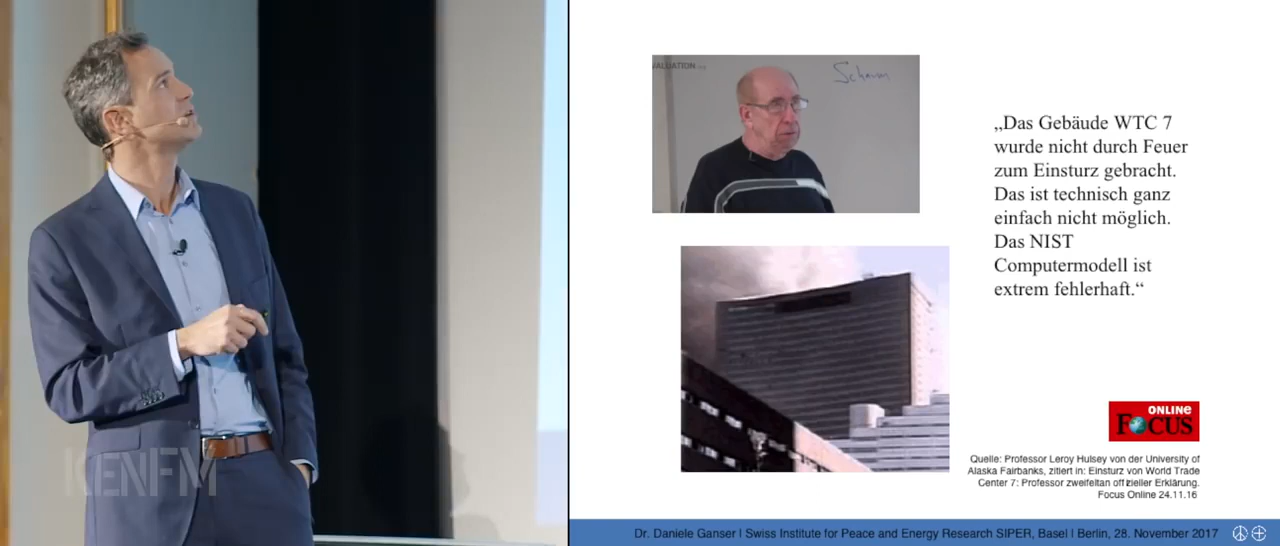 VALUATION
Schaum
„Das Gebäude WTC 7
wurde nicht durch Feuer
zum Einsturz gebracht.
Das ist technisch ganz
einfach nicht möglich.
Das NIST
Computermodell ist
extrem fehlerhaft.“
ONLINE
FOCUS
Quelle: Professor Leroy Hulsey von der University of
Alaska Fairbanks, zitiert in: Einsturz von World Trade
Center 7: Professor zweifelt an offizieller Erklärung.
Focus Online 24.11.16
KENFM
Dr. Daniele Ganser I Swiss Institute for Peace and Energy Research SIPER, Basel I Berlin, 28. November 2017